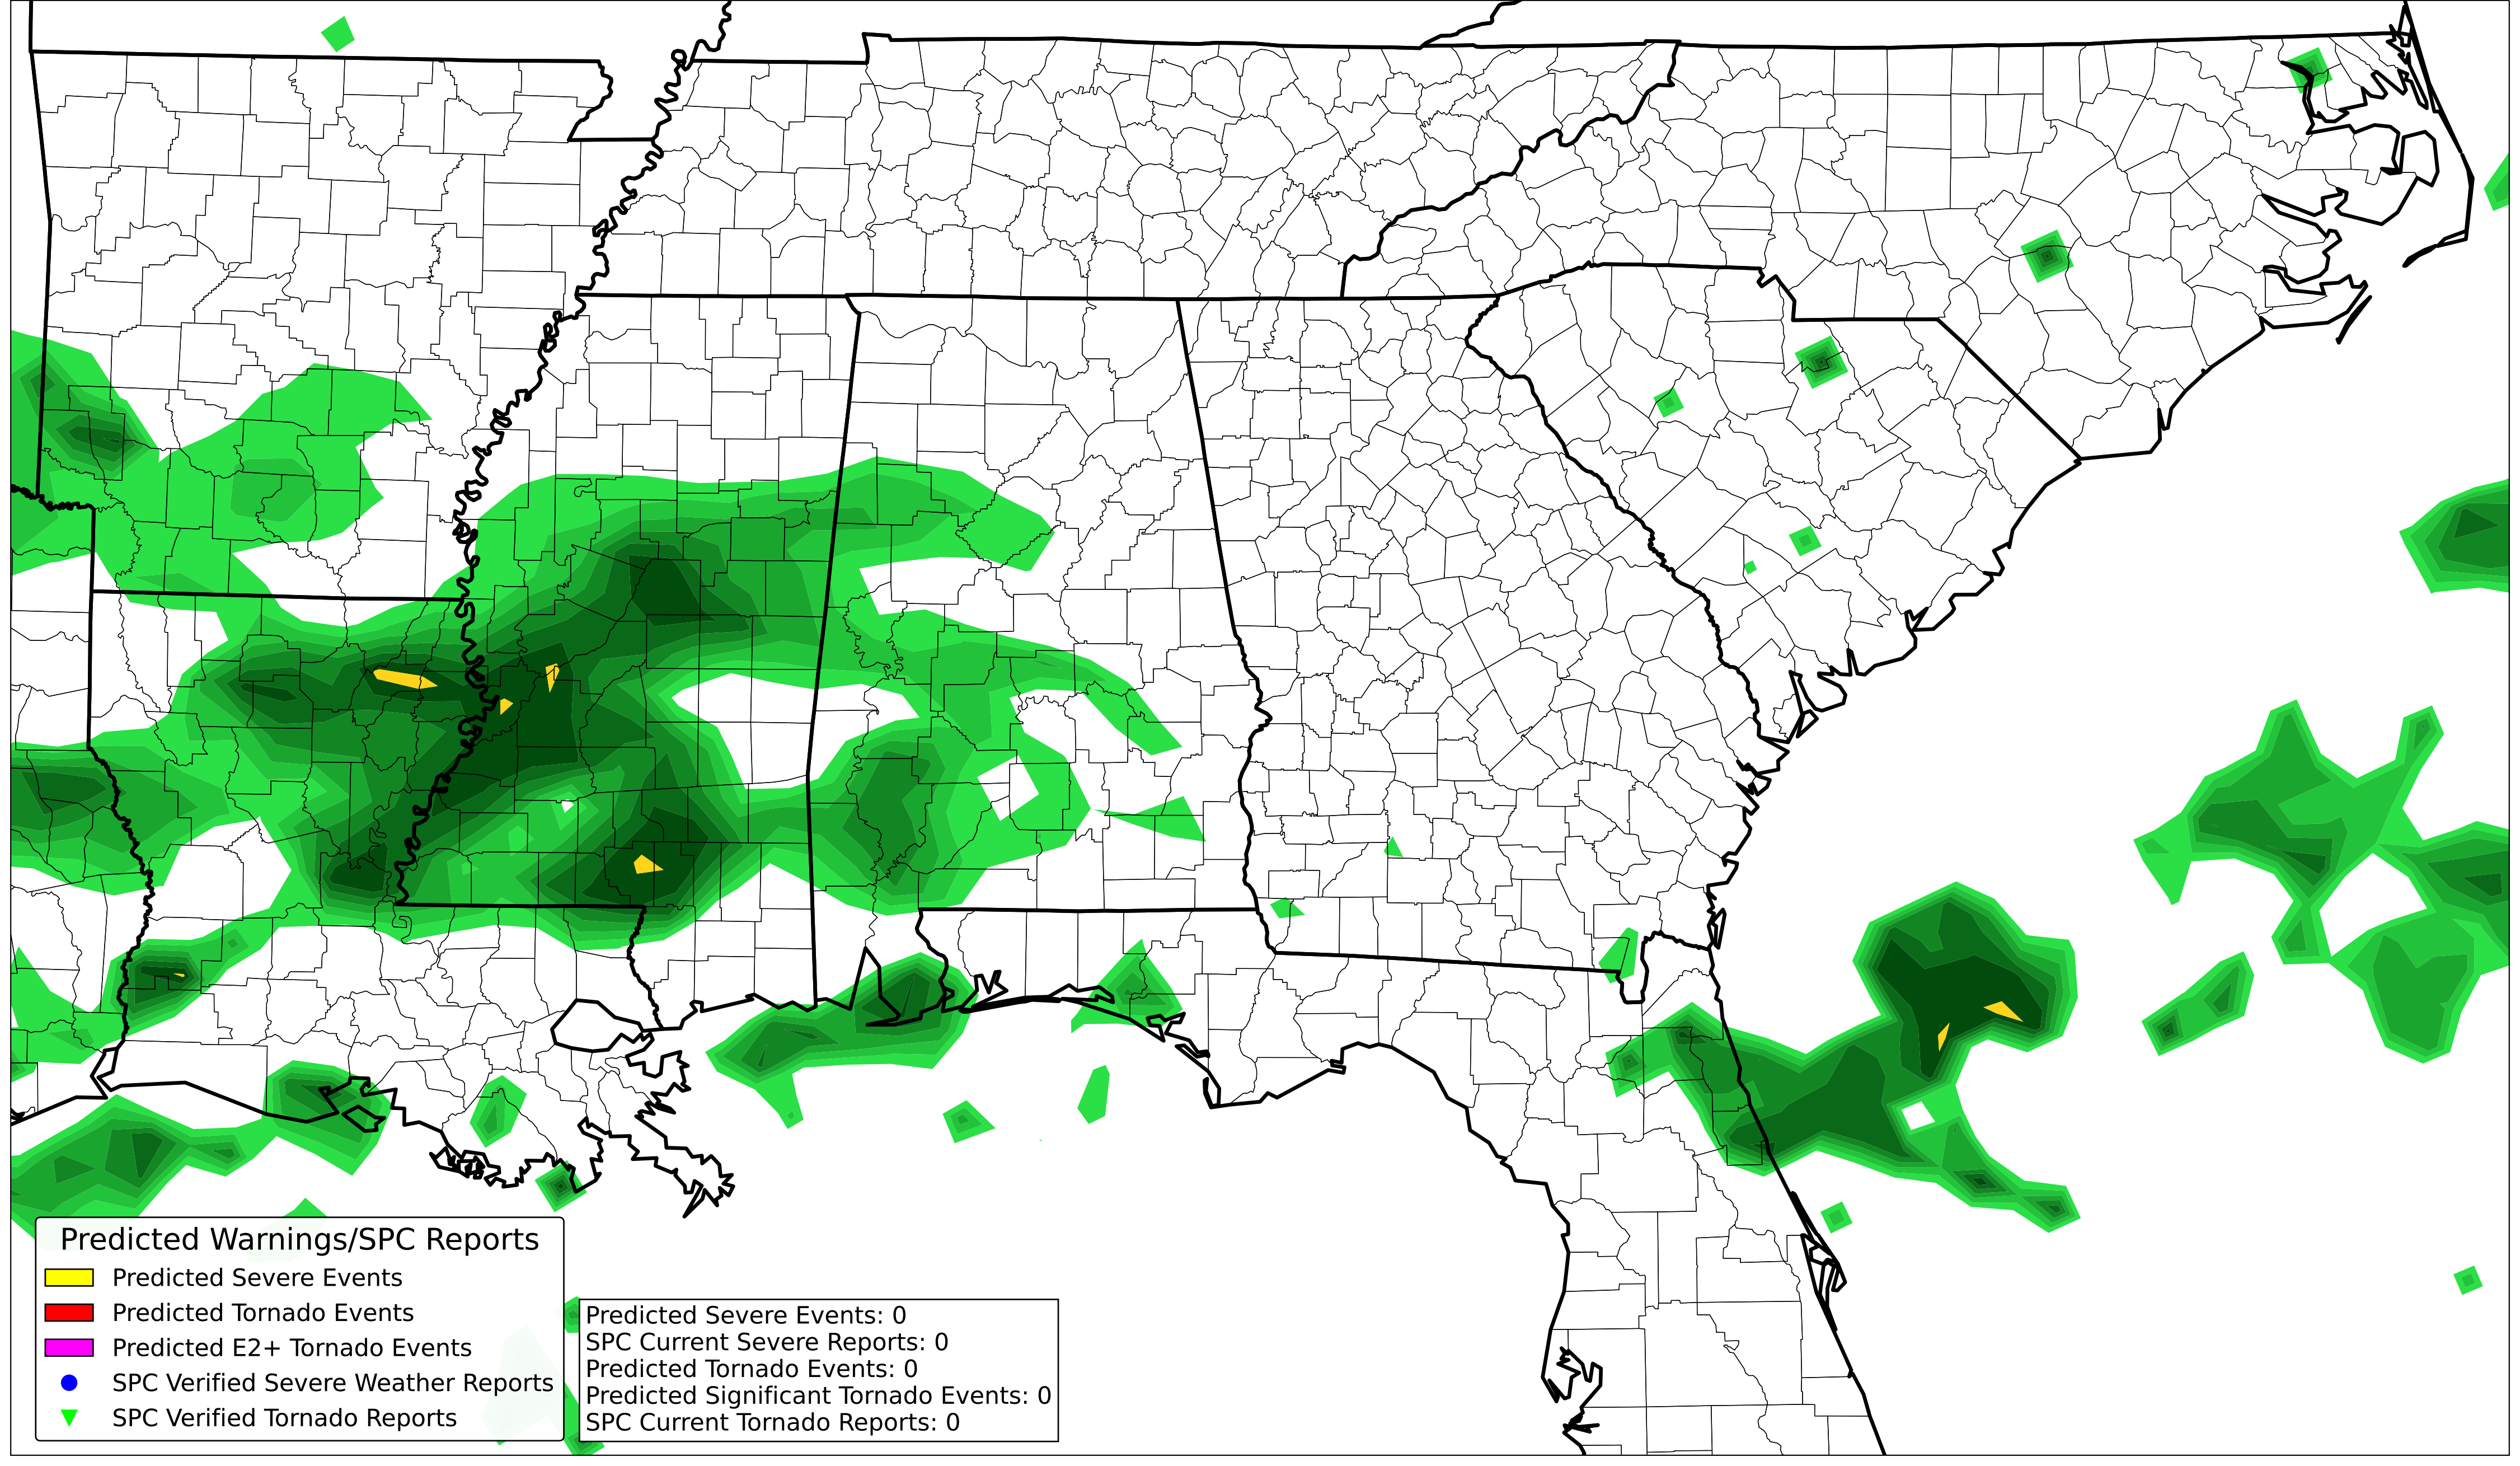 Predicted Warnings/SPC Reports
Predicted Severe Events
Predicted Tornado Events
Predicted E2+ Tornado Events
SPC Verified Severe Weather Reports
SPC Verified Tornado Reports
Predicted Severe Events: 0
SPC Current Severe Reports: 0
Predicted Tornado Events: 0
Predicted Significant Tornado Events: 0
SPC Current Tornado Reports: 0